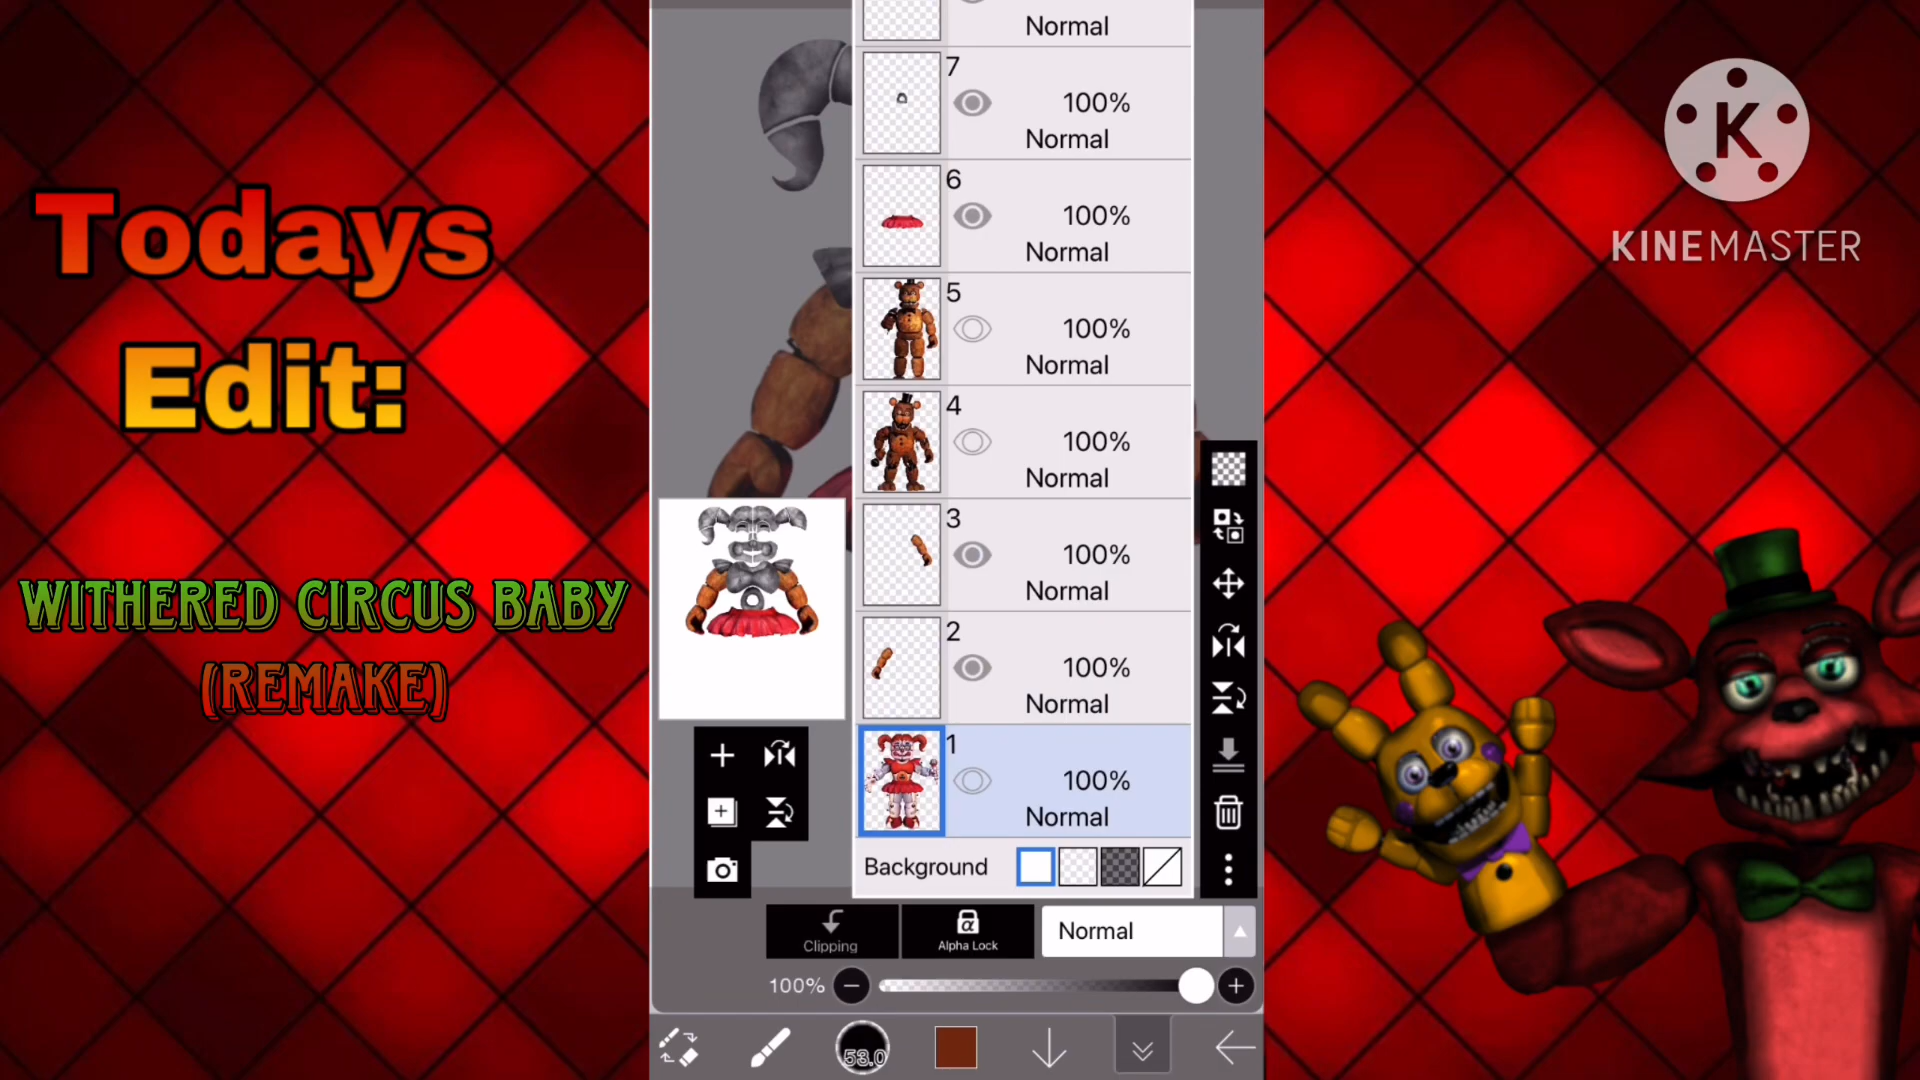 Todays
Edit:
WITHERED CIRCUS BABY
(REMAKE)
Normal
7
100%
Normal
6
100%
Normal
5
100%
Normal
4
100%
Normal
3
100%
Normal
2
100%
Normal
1
100%
Normal
Background
Clipping
α
Alpha Lock
Normal
100%
53.0
K
KINEMASTER